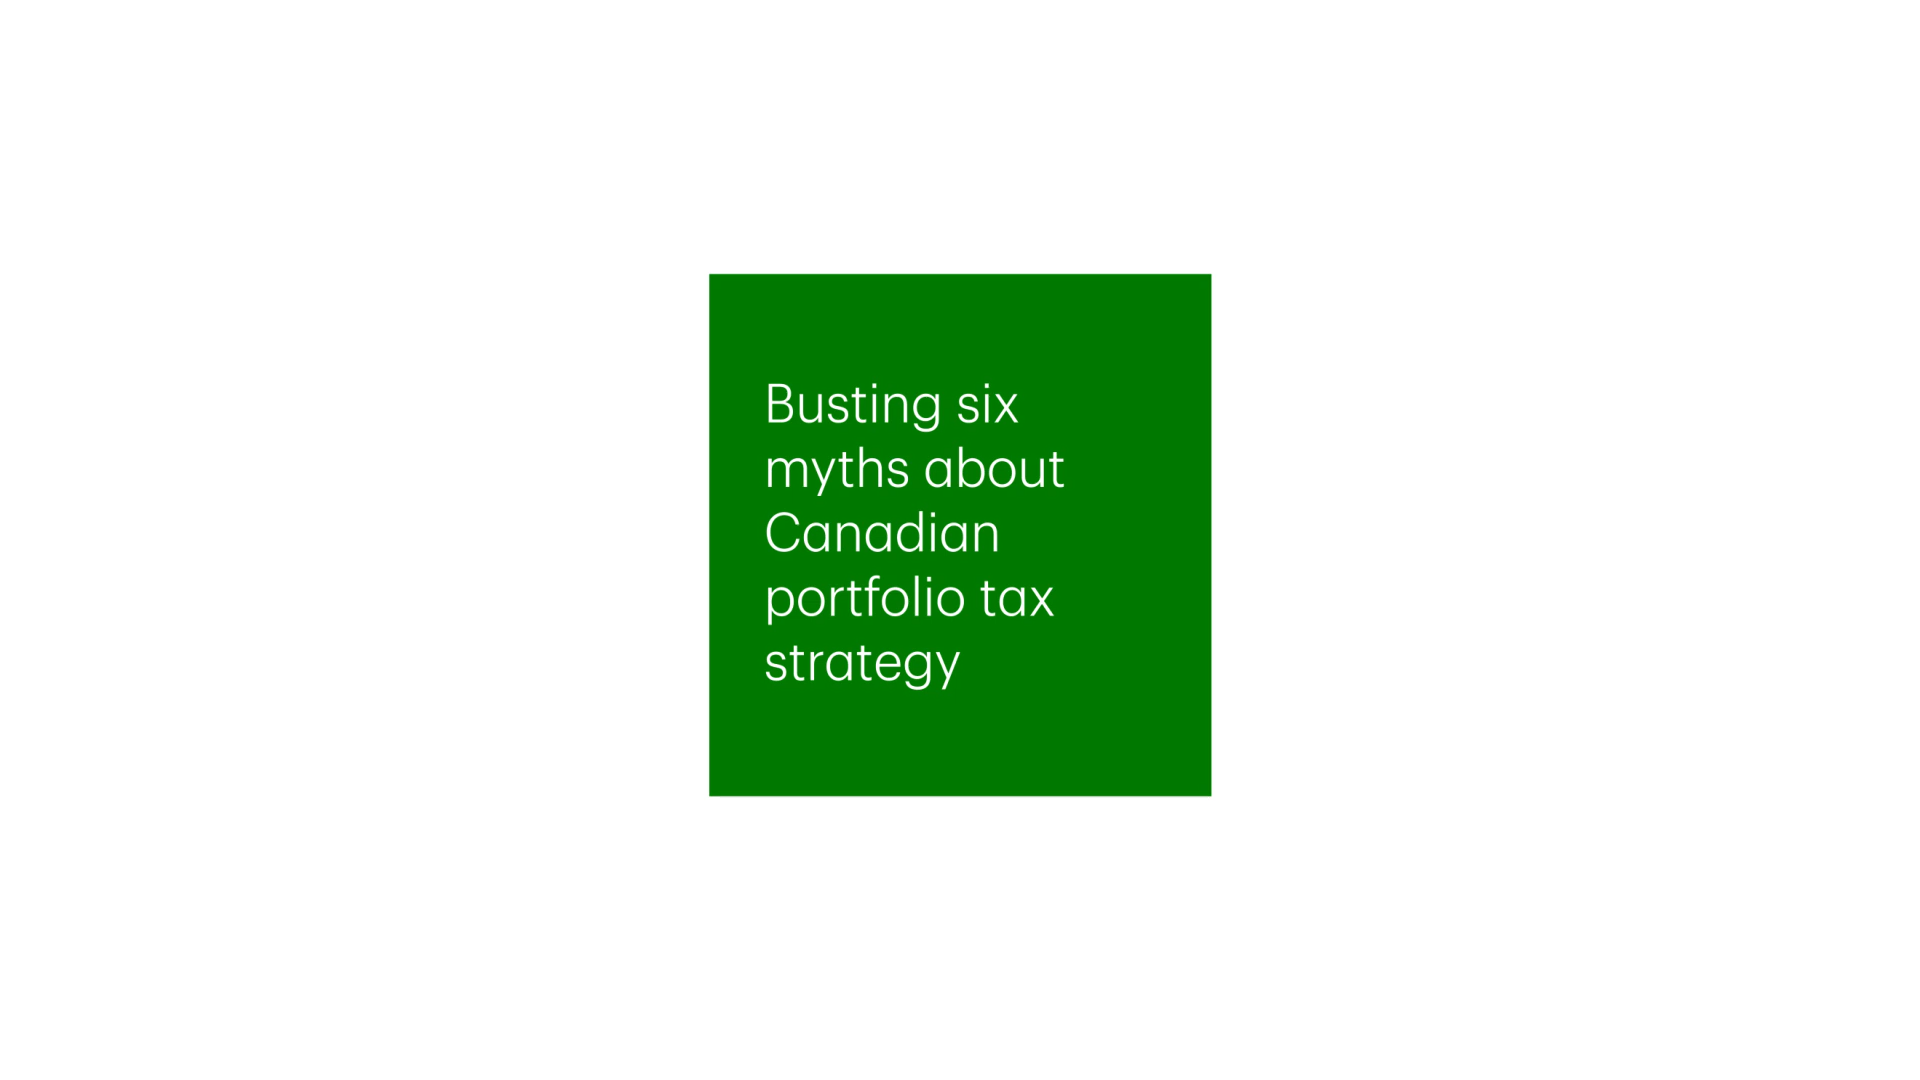 Busting six
myths about
Canadian
portfolio tax
strategy